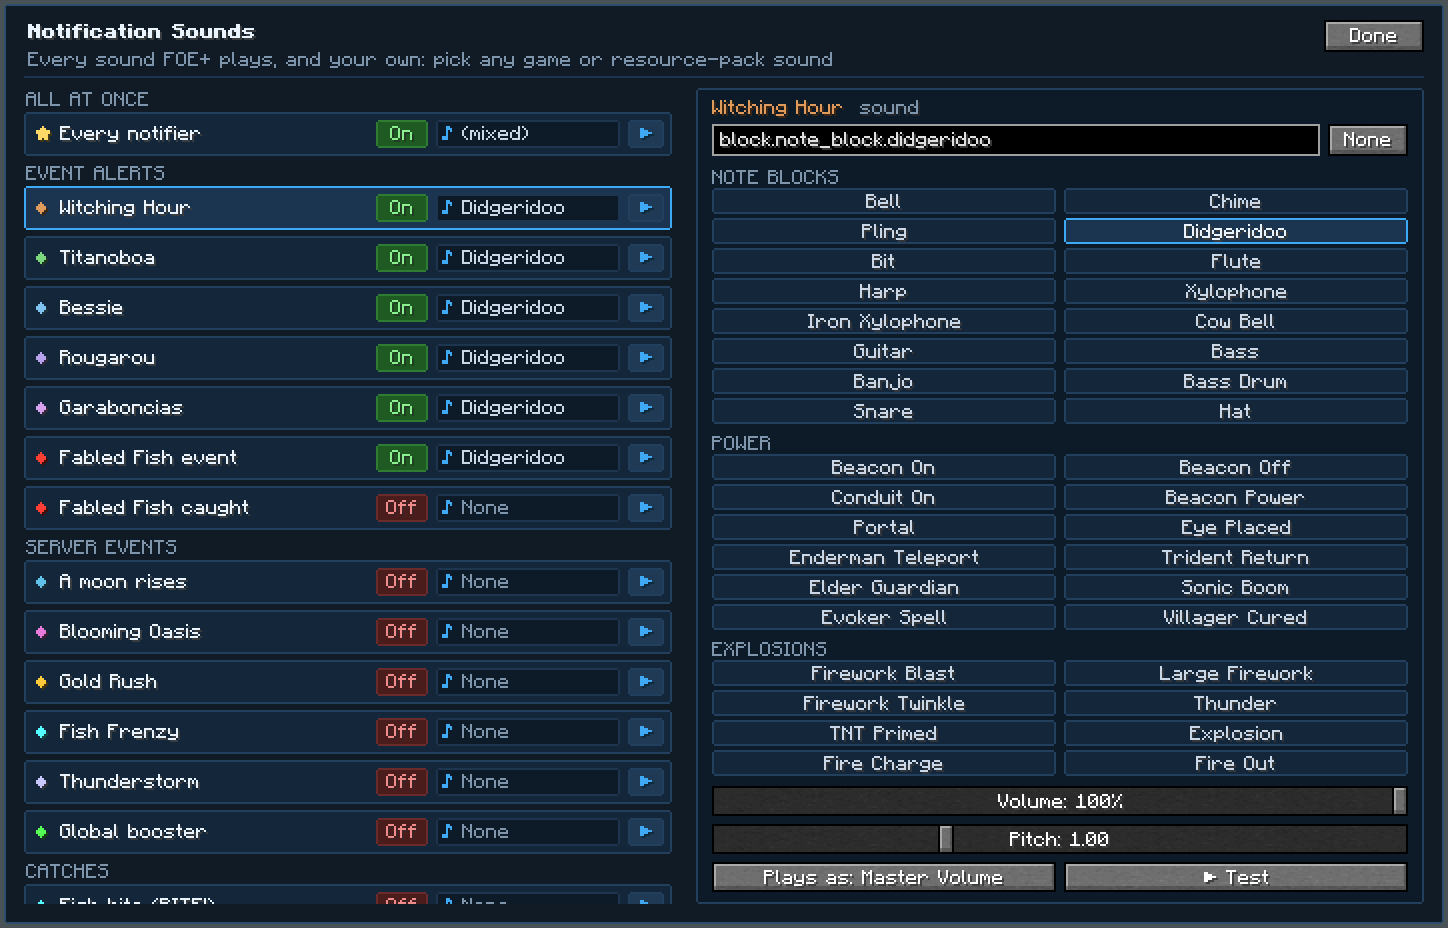 Notification Sounds
Done
Every sound FOE+ plays, and your own: pick any game or resource-pack sound
ALL AT ONCE
Every notifier On (mixed)
EVENT ALERTS
Witching Hour On Didgeridoo
Titanoboa On Didgeridoo
Bessie On Didgeridoo
Rougarou On Didgeridoo
Garaboncias On Didgeridoo
Fabled Fish event On Didgeridoo
Fabled Fish caught Off None
SERVER EVENTS
A moon rises Off None
Blooming Oasis Off None
Gold Rush Off None
Fish Frenzy Off None
Thunderstorm Off None
Global booster Off None
CATCHES
Fish bite (BITE!) Off None
Witching Hour sound
block.note_block.didgeridoo None
NOTE BLOCKS
Bell Chime
Pling Didgeridoo
Bit Flute
Harp Xylophone
Iron Xylophone Cow Bell
Guitar Bass
Banjo Bass Drum
Snare Hat
POWER
Beacon On Beacon Off
Conduit On Beacon Power
Portal Eye Placed
Enderman Teleport Trident Return
Elder Guardian Sonic Boom
Evoker Spell Villager Cured
EXPLOSIONS
Firework Blast Large Firework
Firework Twinkle Thunder
TNT Primed Explosion
Fire Charge Fire Out
Volume: 100%
Pitch: 1.00
Plays as: Master Volume ► Test